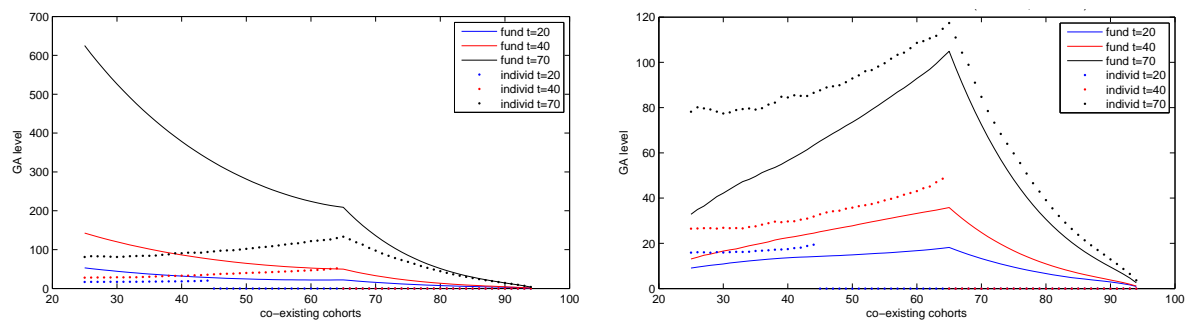 700
600
500
400
300
200
100
0
GA level
20 30 40 50 60 70 80 90 100
co−existing cohorts
fund t=20
fund t=40
fund t=70
individ t=20
individ t=40
individ t=70
120
100
80
60
40
20
0
GA level
20 30 40 50 60 70 80 90 100
co−existing cohorts
fund t=20
fund t=40
fund t=70
individ t=20
individ t=40
individ t=70